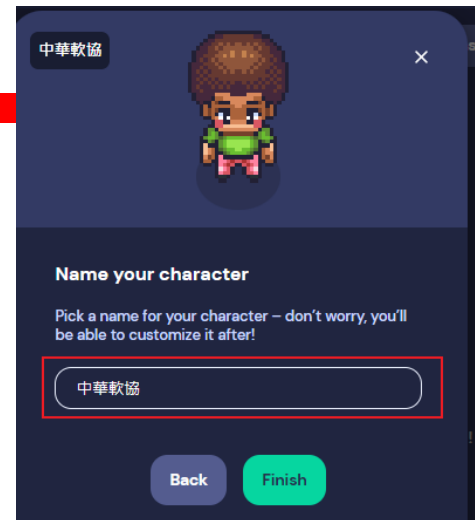 中華軟協
Name your character
Pick a name for your character – don't worry, you'll
be able to customize it after!
中華軟協
Back
Finish